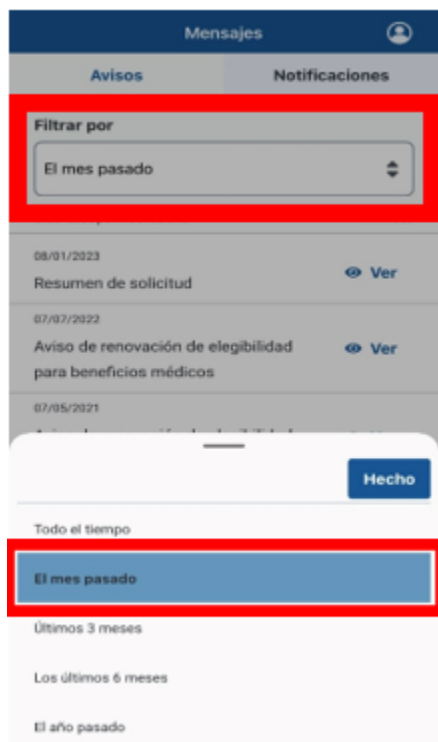 Mensajes
Avisos
Notificaciones
Filtrar por
El mes pasado
08/01/2023
Resumen de solicitud
Ver
07/07/2022
Aviso de renovación de elegibilidad
para beneficios médicos
Ver
07/05/2021
Hecho
Todo el tiempo
El mes pasado
Últimos 3 meses
Los últimos 6 meses
El año pasado